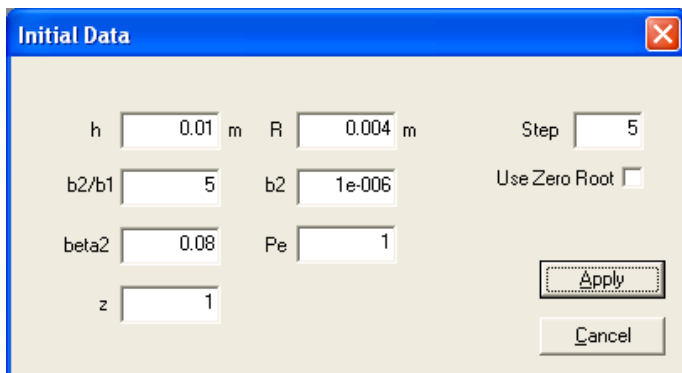 Initial Data
h 0.01 m R 0.004 m Step 5
b2/b1 5 b2 1e-006 Use Zero Root
beta2 0.08 Pe 1
Apply
z 1
Cancel